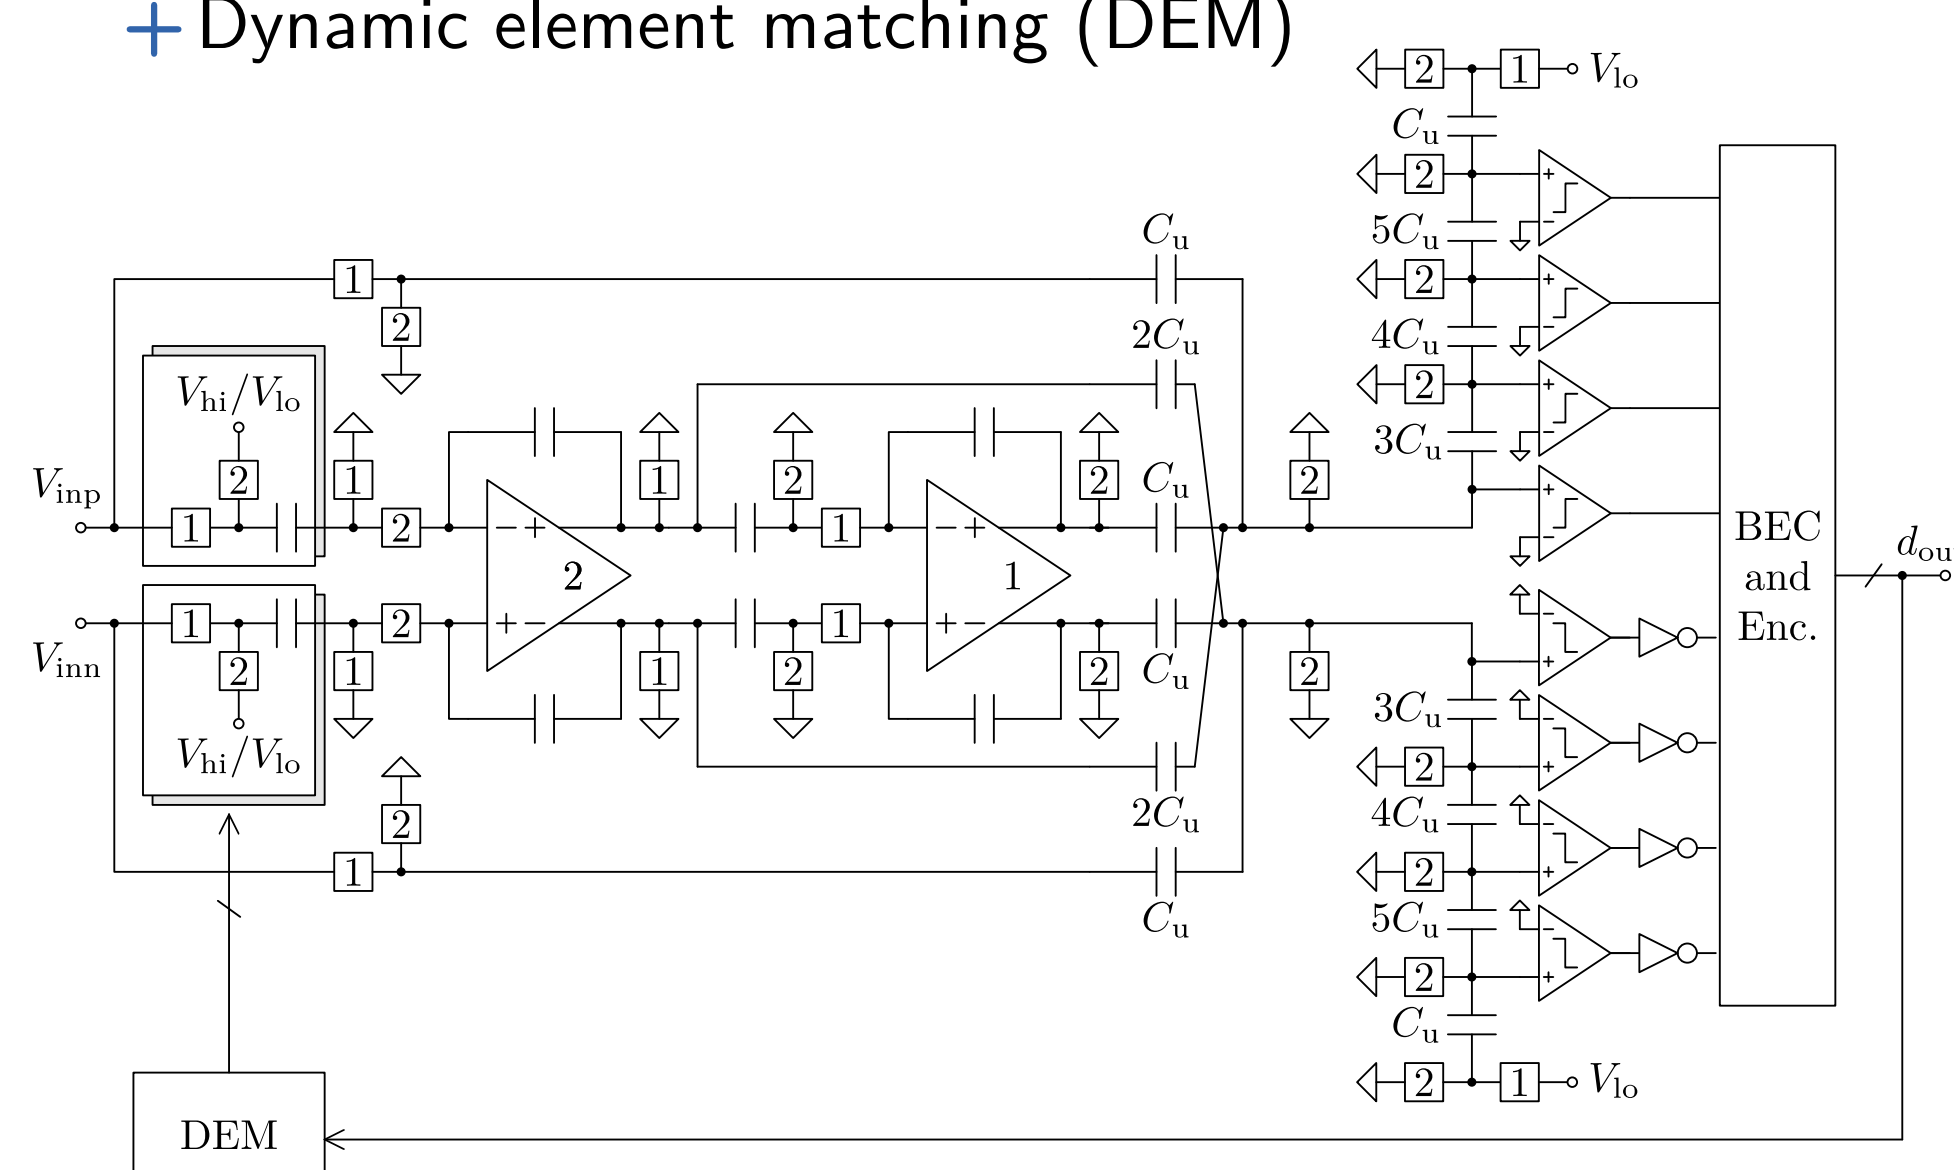 + Dynamic element matching (DEM)
2 1 V_lo
C_u
2 + −
5C_u
C_u
1 2 + −
2
2C_u
4C_u
V_hi/V_lo
2 + −
3C_u
V_inp
2 1 1 2 C_u 2 2
+ −
1 2 − + − + 1
BEC
and
Enc.
d_ou
2 1
V_inn
1 2 + − 1 + −
− +
2 1 1 2 2 C_u 2
3C_u
− +
V_hi/V_lo
2
2C_u
4C_u
− +
2
1 2
C_u
5C_u
− +
2
C_u
2 1 V_lo
DEM